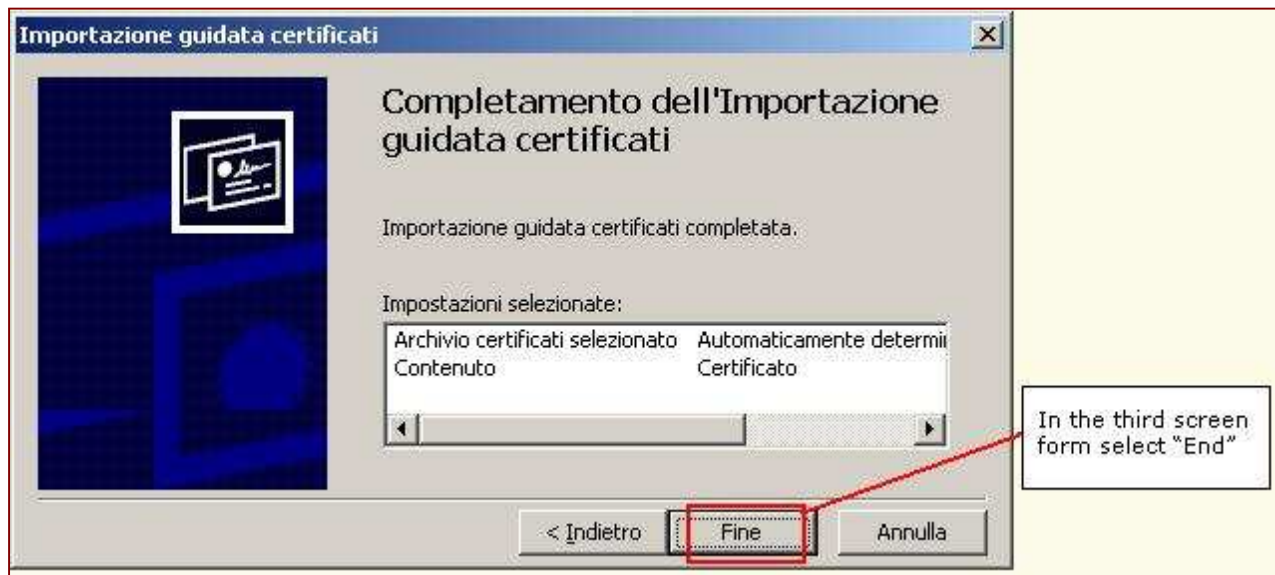 Importazione guidata certificati
Completamento dell'Importazione
guidata certificati
Importazione guidata certificati completata.
Impostazioni selezionate:
Archivio certificati selezionato Automaticamente determi
Contenuto Certificato
In the third screen
form select “End”
< Indietro Fine Annulla